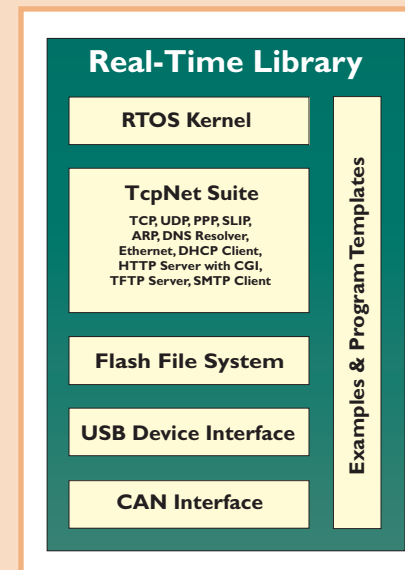 Real-Time Library
RTOS Kernel
TcpNet Suite
TCP, UDP, PPP, SLIP,
ARP, DNS Resolver,
Ethernet, DHCP Client,
HTTP Server with CGI,
TFTP Server, SMTP Client
Flash File System
USB Device Interface
CAN Interface
Examples & Program Templates